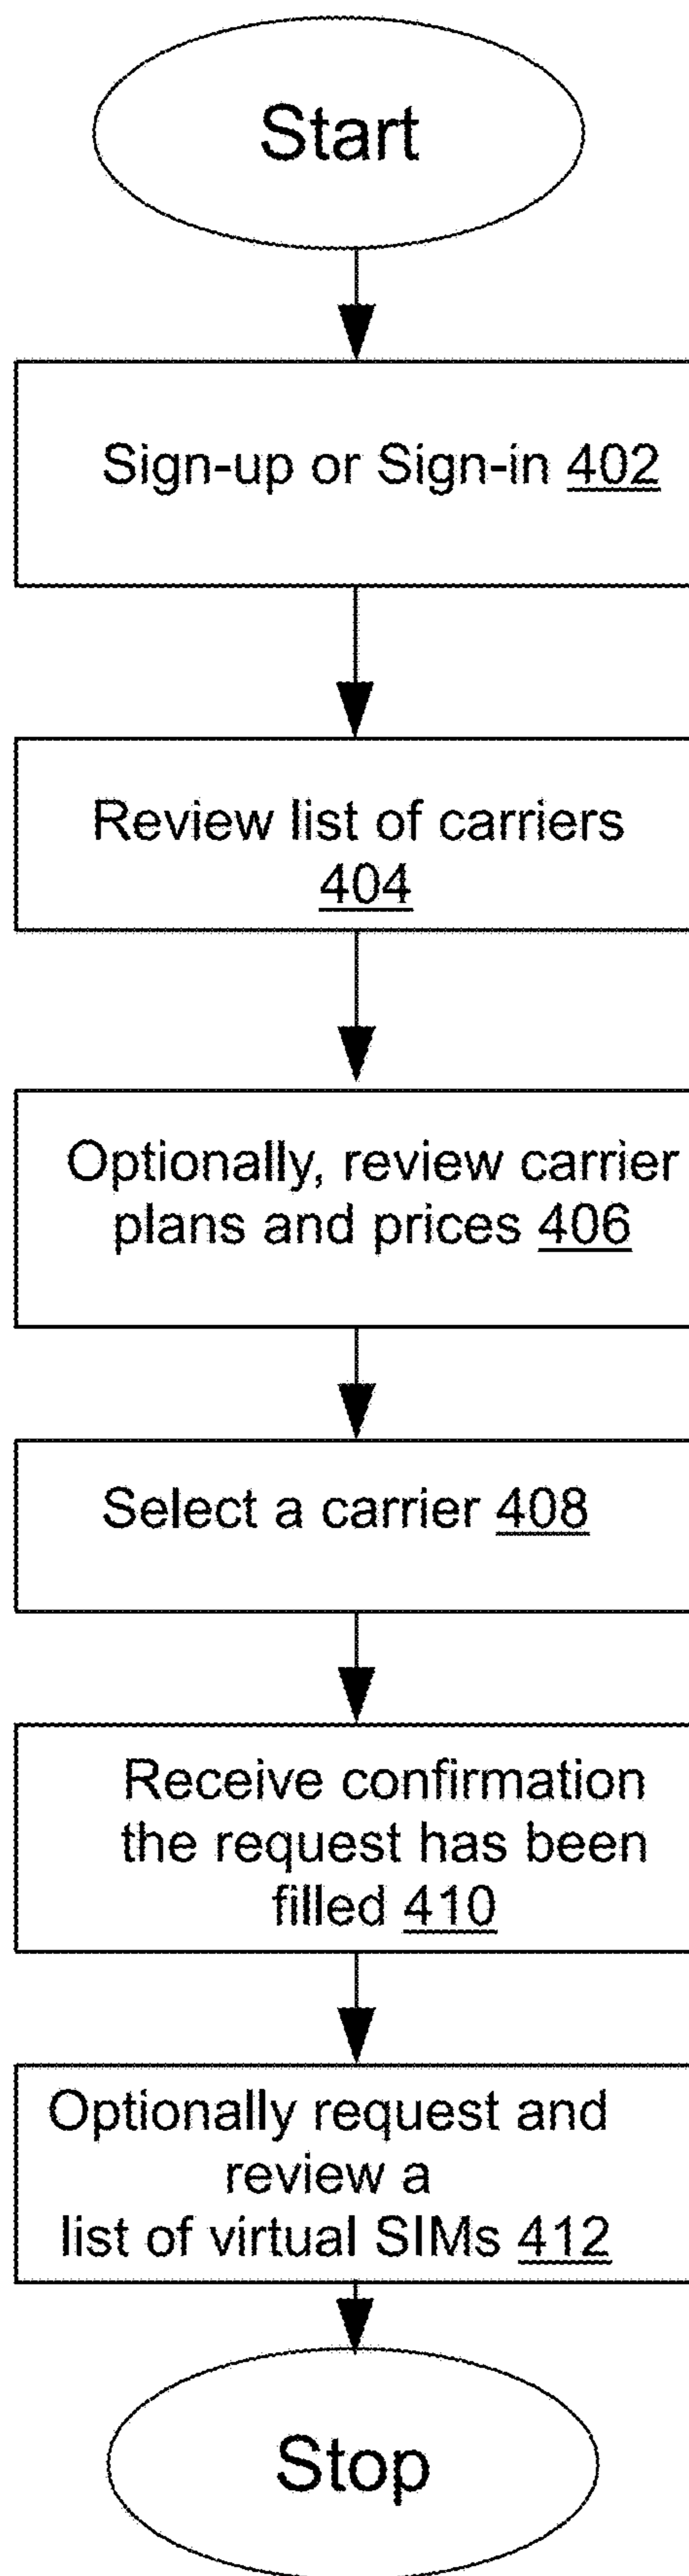 Start
Sign-up or Sign-in 402
Review list of carriers
404
Optionally, review carrier
plans and prices 406
Select a carrier 408
Receive confirmation
the request has been
filled 410
Optionally request and
review a
list of virtual SIMs 412
Stop